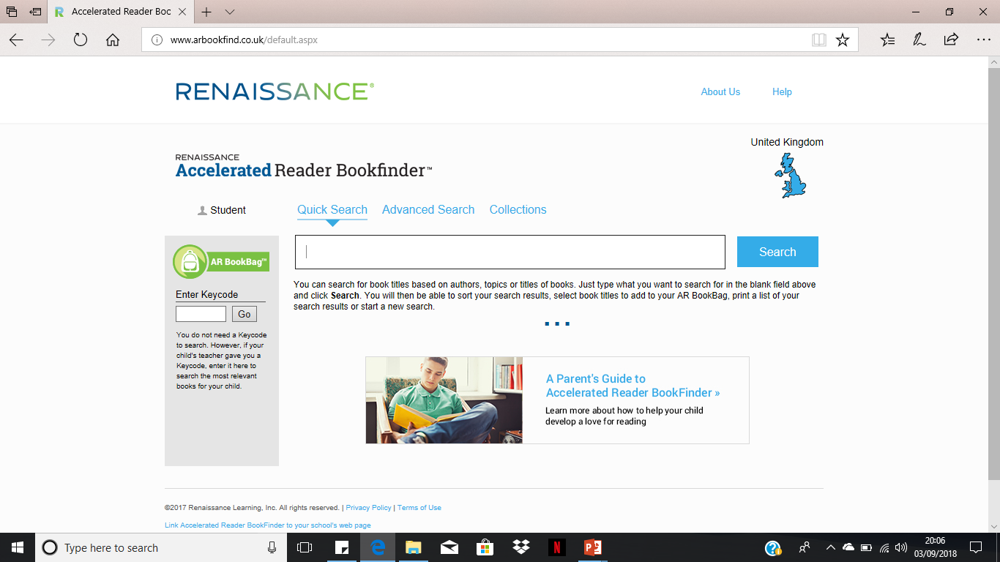 Accelerated Reader Boo
www.arbookfind.co.uk/default.aspx
RENAISSANCE®
About Us
Help
United Kingdom
RENAISSANCE
Accelerated Reader Bookfinder™
Student
Quick Search
Advanced Search
Collections
AR BookBag™
Search
Enter Keycode
Go
You do not need a Keycode
to search. However, if your
child's teacher gave you a
Keycode, enter it here to
search the most relevant
books for your child.
You can search for book titles based on authors, topics or titles of books. Just type what you want to search for in the blank field above
and click Search. You will then be able to sort your search results, select book titles to add to your AR BookBag, print a list of your
search results or start a new search.
A Parent's Guide to
Accelerated Reader BookFinder »
Learn more about how to help your child
develop a love for reading
©2017 Renaissance Learning, Inc. All rights reserved. | Privacy Policy | Terms of Use
Link Accelerated Reader BookFinder to your school's web page
Type here to search
20:06
03/09/2018